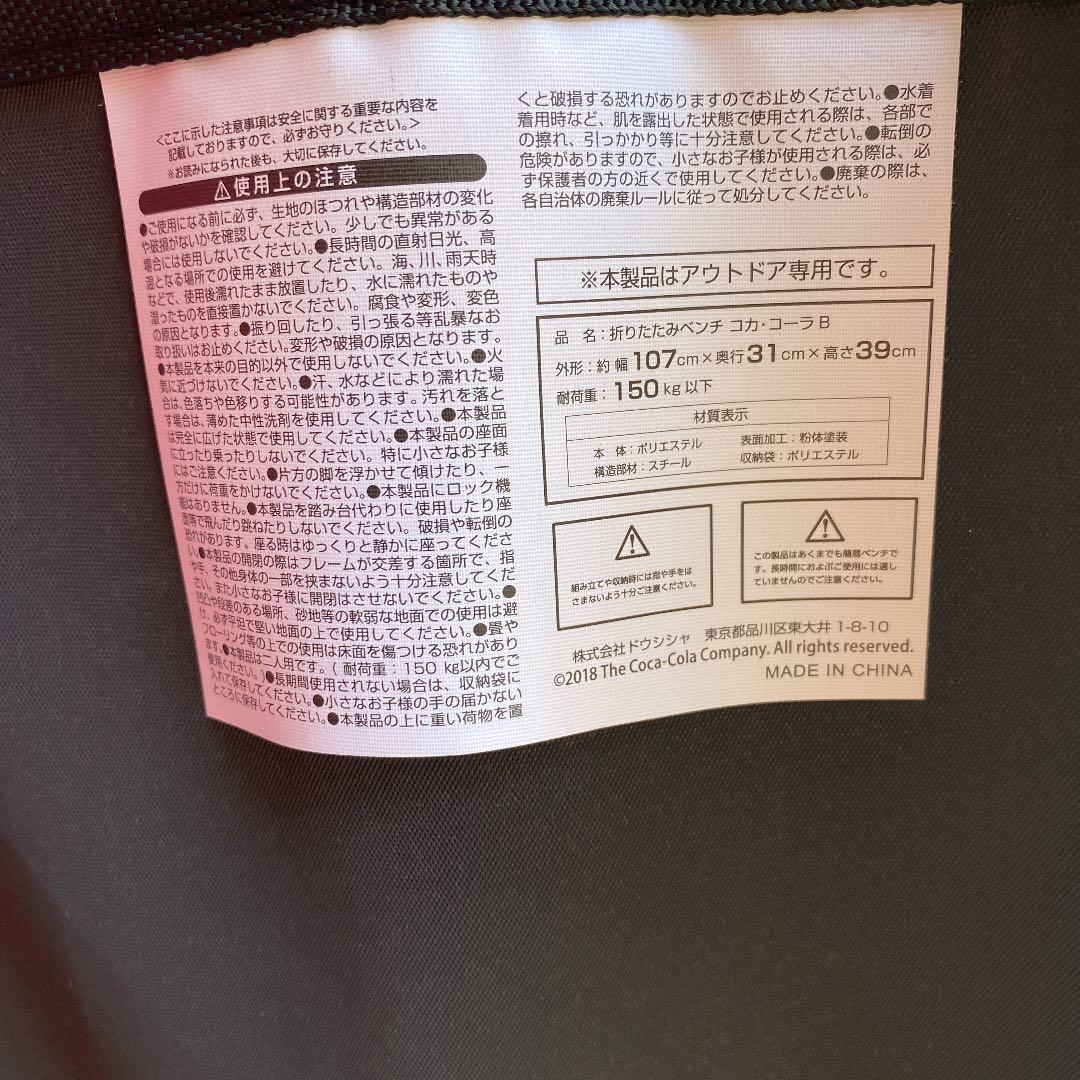 <ここに示した注意事項は安全に関する重要な内容を
記載しておりますので、必ずお守りください。>
※お読みになられた後も、大切に保存してください。
⚠使用上の注意
●ご使用になる前に必ず、生地のほつれや構造部材の変化
や破損がないかを確認してください。少しでも異常がある
場合には使用しないでください。●長時間の直射日光、高
温となる場所での使用を避けてください。海、川、雨天時
などで、使用後濡れたまま放置したり、水に濡れたものや
湿ったものを直接置かないでください。腐食や変形、変色
の原因となります。●振り回したり、引っ張る等乱暴なお
取り扱いはお止めください。変形や破損の原因となります。
●本製品を本来の目的以外で使用しないでください。●火
気に近づけないでください。●汗、水などにより濡れた場
合は、色落ちや色移りする可能性があります。汚れを落と
す場合は、薄めた中性洗剤を使用してください。●本製品
は完全に広げた状態で使用してください。●本製品の座面
に立ったり乗ったりしないでください。特に小さなお子様
にはご注意ください。●片方の脚を浮かせて傾けたり、一
方だけに荷重をかけないでください。●本製品にロック機
能はありません。●本製品を踏み台代わりに使用したり座
面等で飛んだり跳ねたりしないでください。破損や転倒の
恐れがあります。座る時はゆっくりと静かに座ってくださ
い。●本製品の開閉の際はフレームが交差する箇所で、指
や手、その他身体の一部を挟まないよう十分注意してくだ
さい。また小さなお子様に開閉はさせないでください。●
凹凸や段差のある場所、砂地等の軟弱な地面での使用は避
け、必ず平坦で堅い地面の上で使用してください。●畳や
フローリング等の上での使用は床面を傷つける恐れがあり
ます。●本製品は二人用です。(耐荷重:150 kg以内でご
使用ください。)●長期間使用されない場合は、収納袋に
入れて保存してください。●小さなお子様の手の届かない
ところに保存してください。●本製品の上に重い荷物を置
くと破損する恐れがありますのでお止めください。●水着
着用時など、肌を露出した状態で使用される際は、各部で
の擦れ、引っかかり等に十分注意してください。●転倒の
危険がありますので、小さなお子様が使用される際は、必
ず保護者の方の近くで使用してください。●廃棄の際は、
各自治体の廃棄ルールに従って処分してください。
※本製品はアウトドア専用です。
品 名:折りたたみベンチ コカ・コーラ B
外形:約 幅 107cm×奥行31cm×高さ39cm
耐荷重:150 kg 以下
材質表示
本 体:ポリエステル 表面加工:粉体塗装
構造部材:スチール 収納袋:ポリエステル
組み立てや収納時には指や手をは
さまないよう十分ご注意ください。
この製品はあくまでも簡易ベンチで
す。長時間におよぶご使用には適し
ていませんのでご注意ください。
株式会社ドウシシャ 東京都品川区東大井 1-8-10
©2018 The Coca-Cola Company. All rights reserved.
MADE IN CHINA